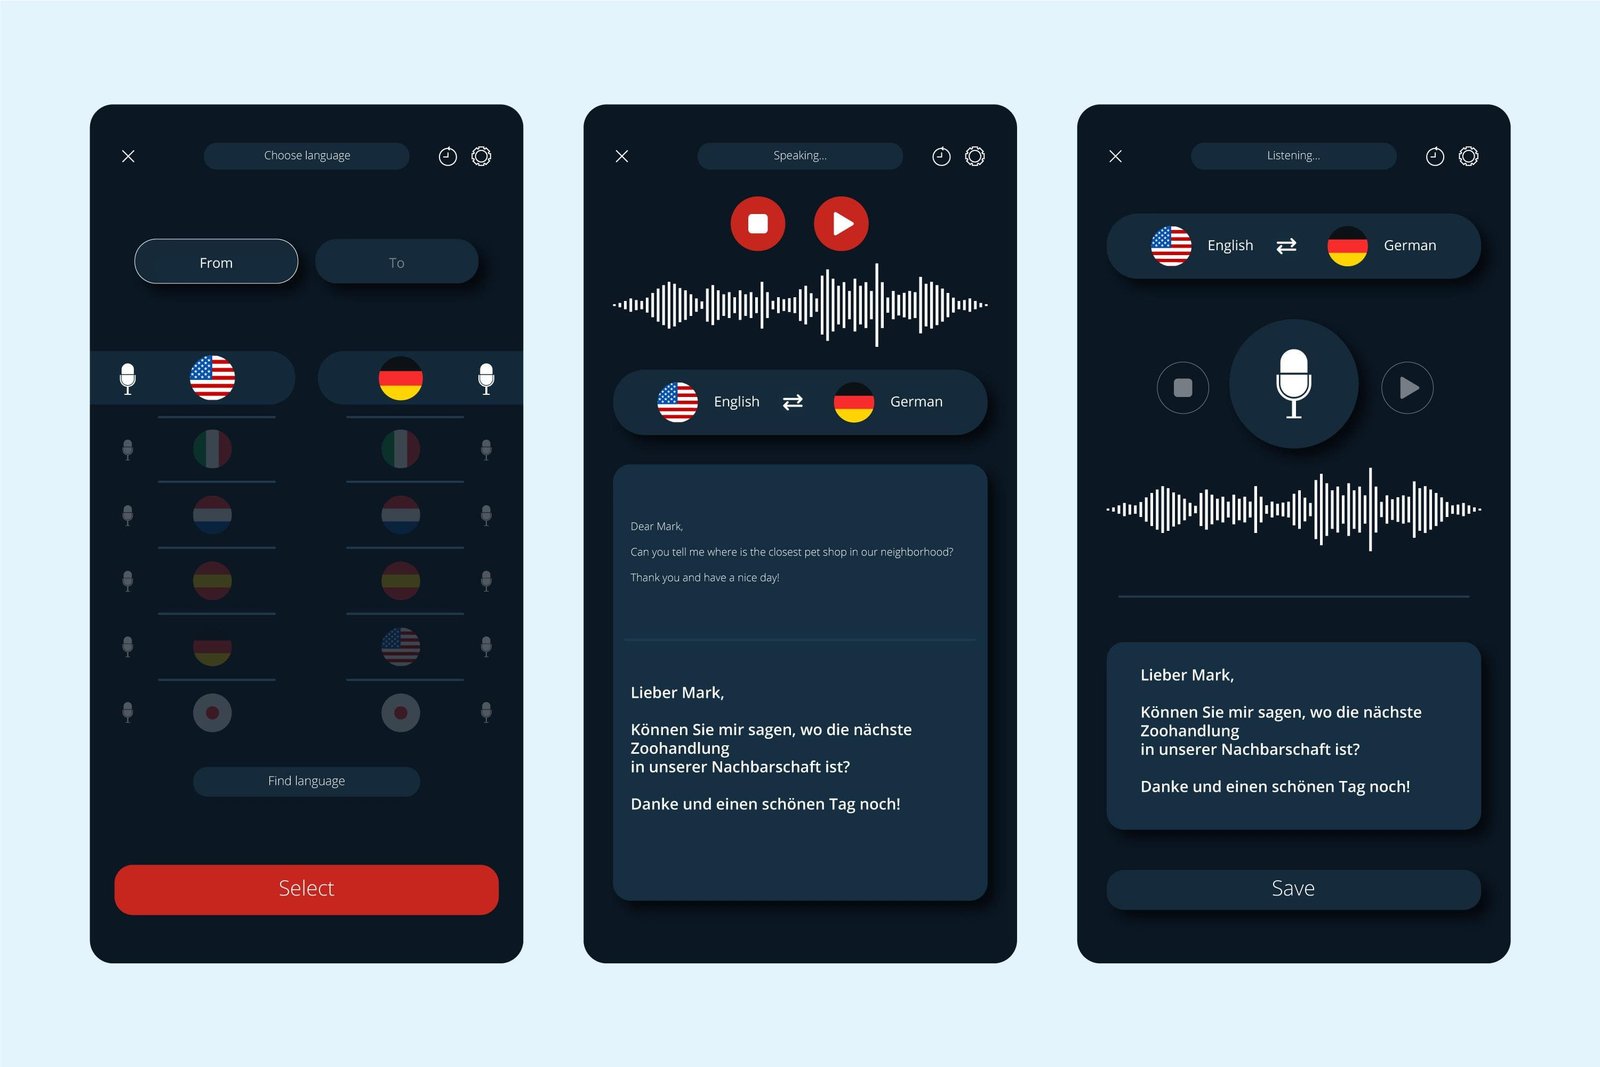 Choose language
From
To
Find language
Select
Speaking...
English
German
Dear Mark,
Can you tell me where is the closest pet shop in our neighborhood?
Thank you and have a nice day!
Lieber Mark,
Können Sie mir sagen, wo die nächste
Zoohandlung
in unserer Nachbarschaft ist?
Danke und einen schönen Tag noch!
Listening...
English
German
Lieber Mark,
Können Sie mir sagen, wo die nächste
Zoohandlung
in unserer Nachbarschaft ist?
Danke und einen schönen Tag noch!
Save